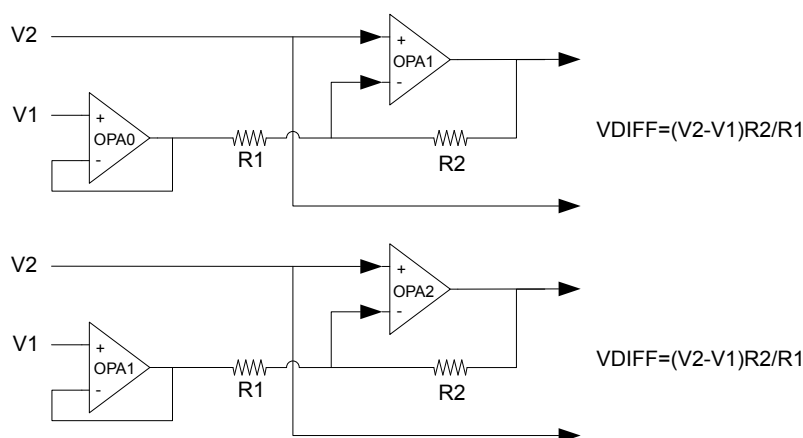 V2
+
OPA1
-
V1
+
OPA0
-
R1
R2
VDIFF=(V2-V1)R2/R1
V2
+
OPA2
-
V1
+
OPA1
-
R1
R2
VDIFF=(V2-V1)R2/R1